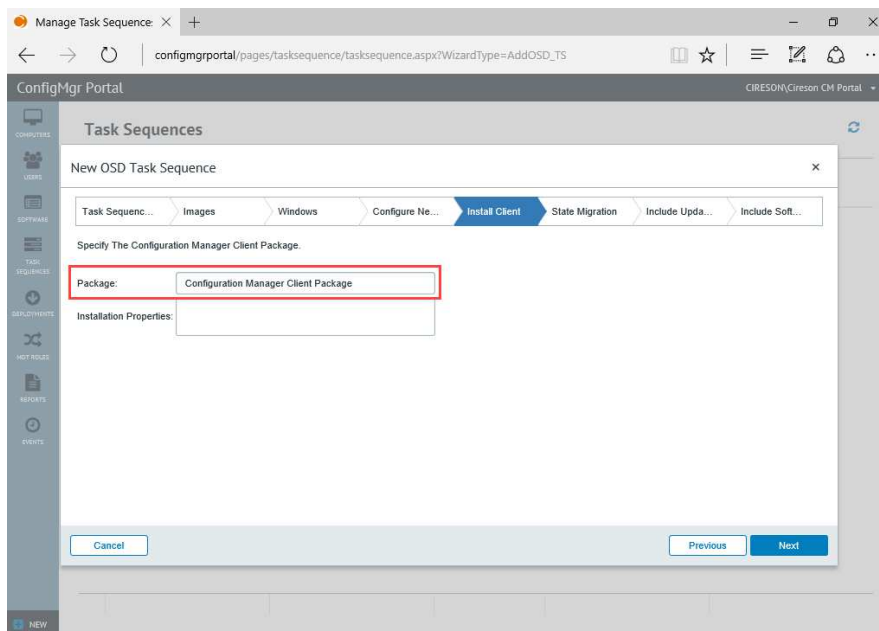 Manage Task Sequence:
configmgrportal/pages/tasksequence/tasksequence.aspx?WizardType=AddOSD_TS
ConfigMgr Portal
CIRESON\Cireson CM Portal
COMPUTERS
USERS
SOFTWARE
TASK
SEQUENCES
DEPLOYMENTS
HOT ROLES
REPORTS
EVENTS
NEW
Task Sequences
New OSD Task Sequence
Task Sequenc... Images Windows Configure Ne... Install Client State Migration Include Upda... Include Soft...
Specify The Configuration Manager Client Package.
Package: Configuration Manager Client Package
Installation Properties:
Cancel Previous Next